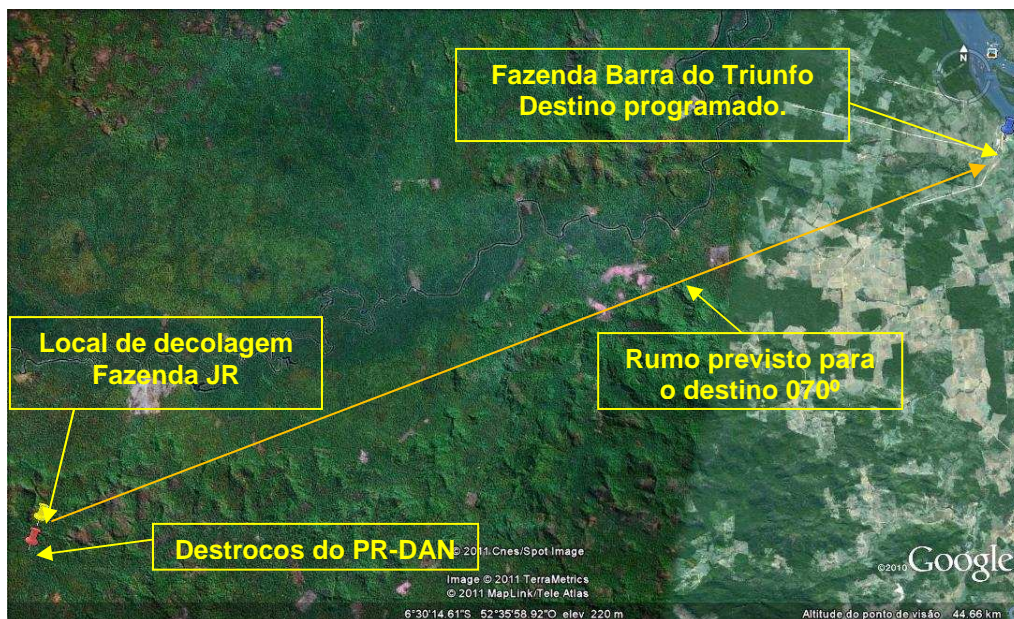 Fazenda Barra do Triunfo
Destino programado.
N
Local de decolagem
Fazenda JR
Rumo previsto para
o destino 070º
Destrocos do PR-DAN
© 2011 Cnes/Spot Image
Image © 2011 TerraMetrics
© 2011 MapLink/Tele Atlas
©2010 Google
6°30'14.61"S 52°35'58.92"O elev 220 m
Altitude do ponto de visão 44.66 km